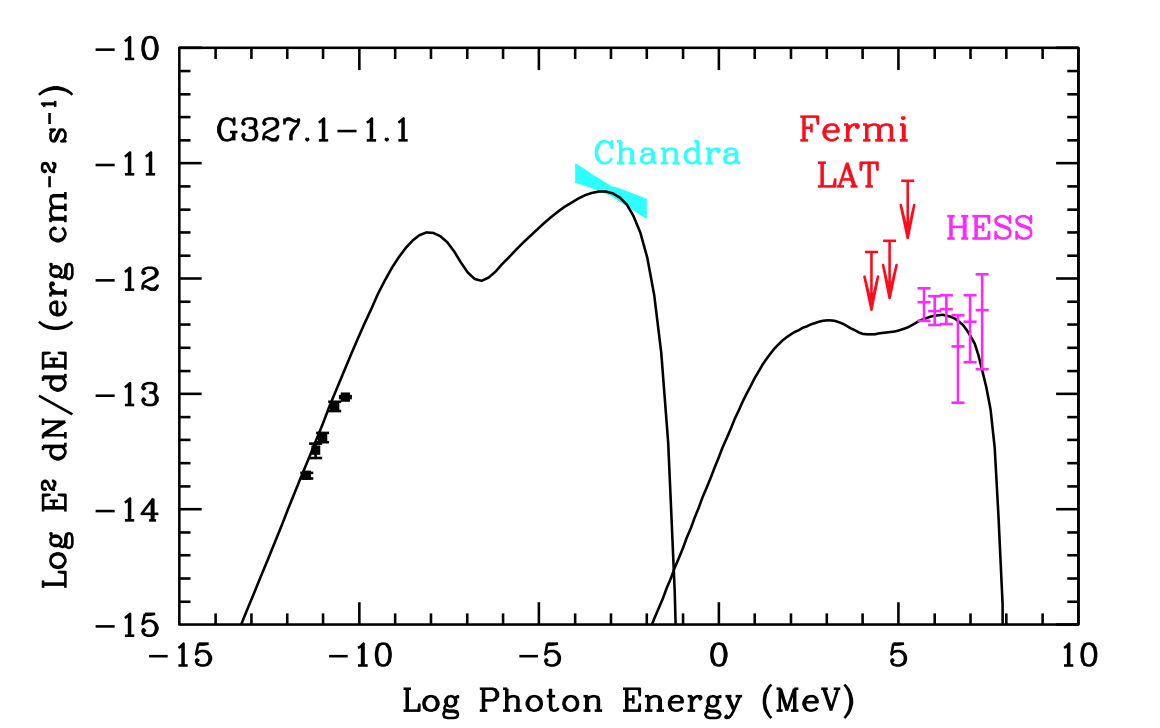 -10
G327.1-1.1
Fermi
LAT
Chandra
-11
HESS
-12
-13
-14
-15
Log E² dN/dE (erg cm⁻² s⁻¹)
-15 -10 -5 0 5 10
Log Photon Energy (MeV)